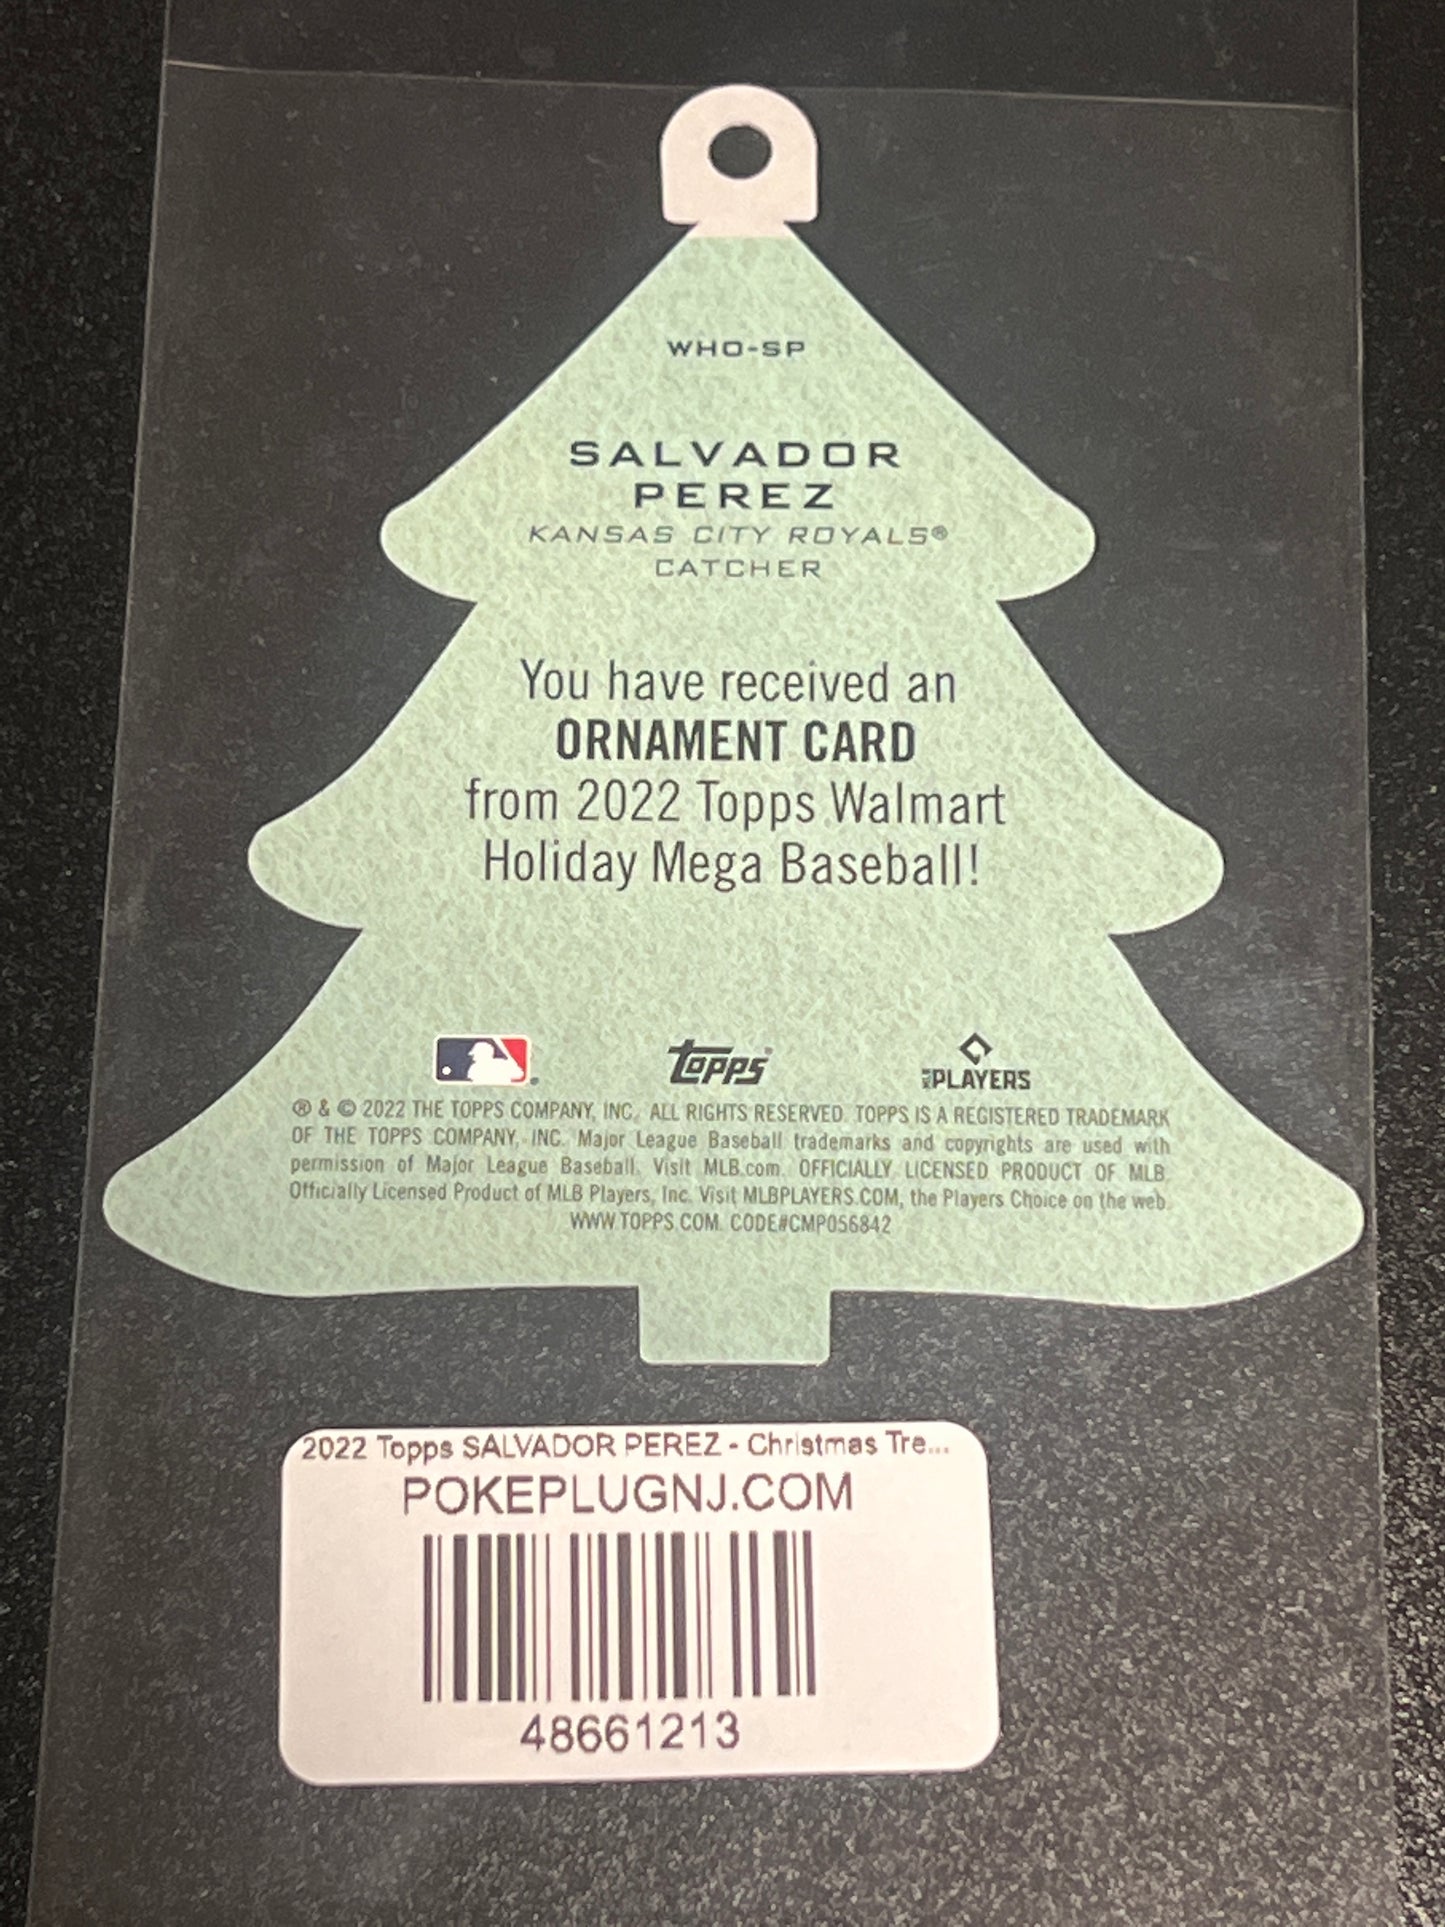 WHO-SP
SALVADOR
PEREZ
KANSAS CITY ROYALS®
CATCHER
You have received an
ORNAMENT CARD
from 2022 Topps Walmart
Holiday Mega Baseball!
topps PLAYERS
® & © 2022 THE TOPPS COMPANY, INC. ALL RIGHTS RESERVED. TOPPS IS A REGISTERED TRADEMARK
OF THE TOPPS COMPANY, INC. Major League Baseball trademarks and copyrights are used with
permission of Major League Baseball. Visit MLB.com. OFFICIALLY LICENSED PRODUCT OF MLB
Officially Licensed Product of MLB Players, Inc. Visit MLBPLAYERS.COM, the Players Choice on the web.
WWW.TOPPS.COM. CODE#CMP056842
2022 Topps SALVADOR PEREZ - Christmas Tre...
POKEPLUGNJ.COM
48661213